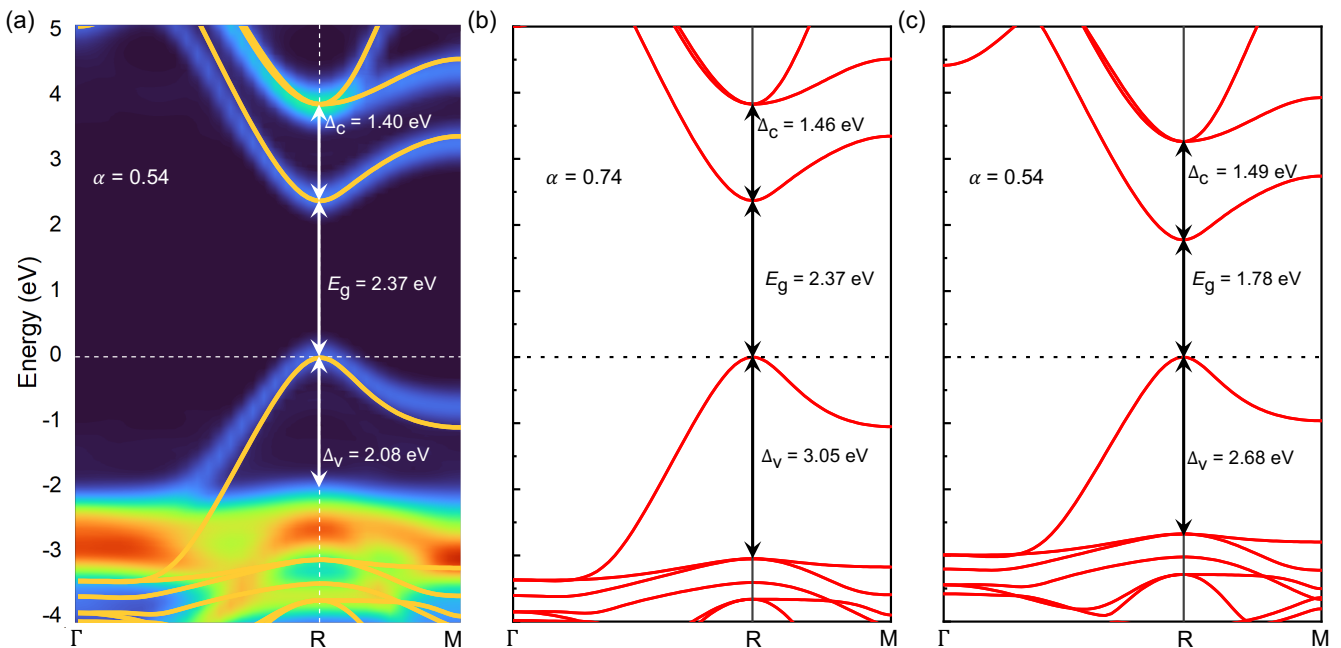 (a)
(b)
(c)
Energy (eV)
5
4
3
2
1
0
-1
-2
-3
-4
Δc = 1.40 eV
α = 0.54
Eg = 2.37 eV
Δv = 2.08 eV
Γ
R
M
Δc = 1.46 eV
α = 0.74
Eg = 2.37 eV
Δv = 3.05 eV
Γ
R
M
Δc = 1.49 eV
α = 0.54
Eg = 1.78 eV
Δv = 2.68 eV
Γ
R
M